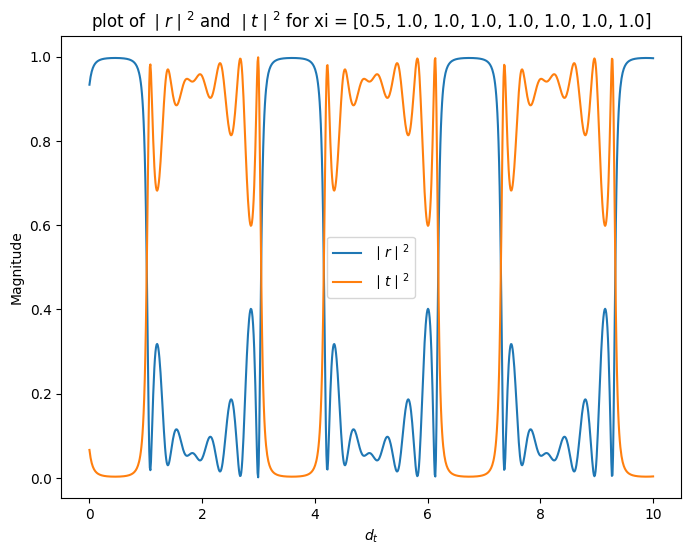 plot of | r |² and | t |² for xi = [0.5, 1.0, 1.0, 1.0, 1.0, 1.0, 1.0, 1.0]
Magnitude
1.0
0.8
0.6
0.4
0.2
0.0
| r |²
| t |²
0 2 4 6 8 10
d_t